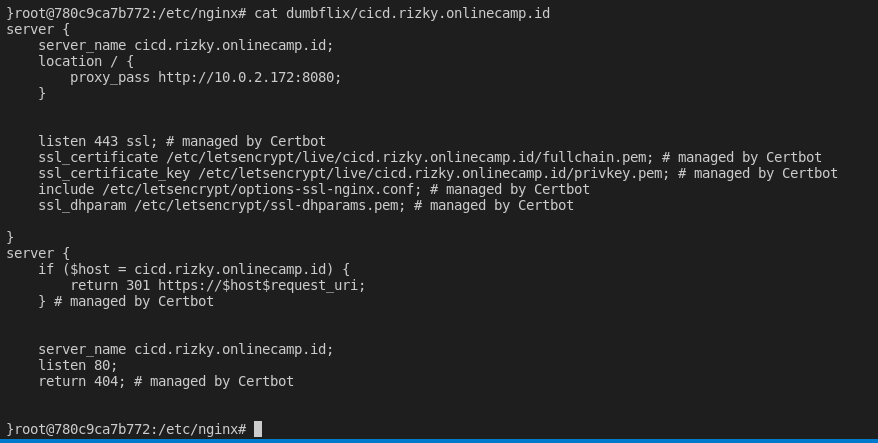 }root@780c9ca7b772:/etc/nginx# cat dumbflix/cicd.rizky.onlinecamp.id
server {
    server_name cicd.rizky.onlinecamp.id;
    location / {
        proxy_pass http://10.0.2.172:8080;
    }
    listen 443 ssl; # managed by Certbot
    ssl_certificate /etc/letsencrypt/live/cicd.rizky.onlinecamp.id/fullchain.pem; # managed by Certbot
    ssl_certificate_key /etc/letsencrypt/live/cicd.rizky.onlinecamp.id/privkey.pem; # managed by Certbot
    include /etc/letsencrypt/options-ssl-nginx.conf; # managed by Certbot
    ssl_dhparam /etc/letsencrypt/ssl-dhparams.pem; # managed by Certbot
}
server {
    if ($host = cicd.rizky.onlinecamp.id) {
        return 301 https://$host$request_uri;
    } # managed by Certbot
    server_name cicd.rizky.onlinecamp.id;
    listen 80;
    return 404; # managed by Certbot
}root@780c9ca7b772:/etc/nginx#